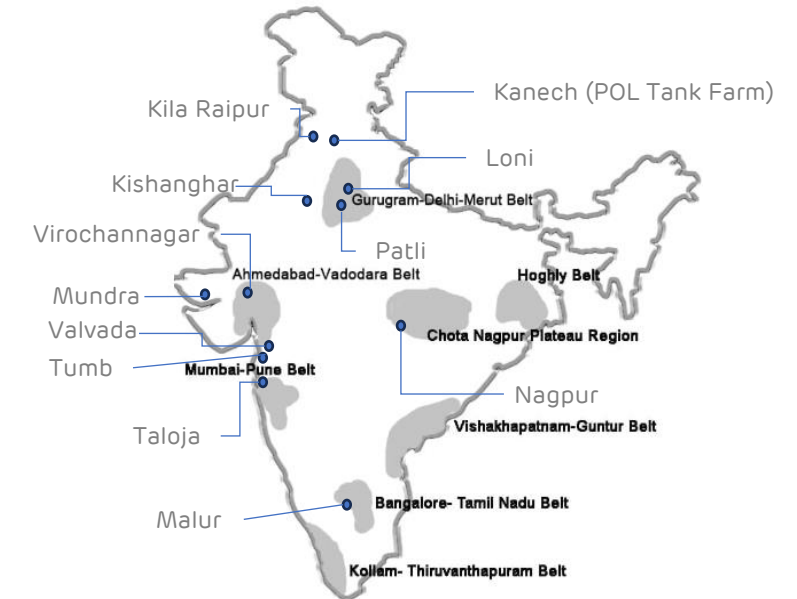 Kanech (POL Tank Farm)
Kila Raipur
Loni
Kishanghar
Gurugram-Delhi-Merut Belt
Virochannagar
Patli
Ahmedabad-Vadodara Belt
Hoghly Belt
Mundra
Valvada
Chota Nagpur Plateau Region
Tumb
Mumbai-Pune Belt
Nagpur
Vishakhapatnam-Guntur Belt
Taloja
Bangalore- Tamil Nadu Belt
Malur
Kollam- Thiruvanthapuram Belt